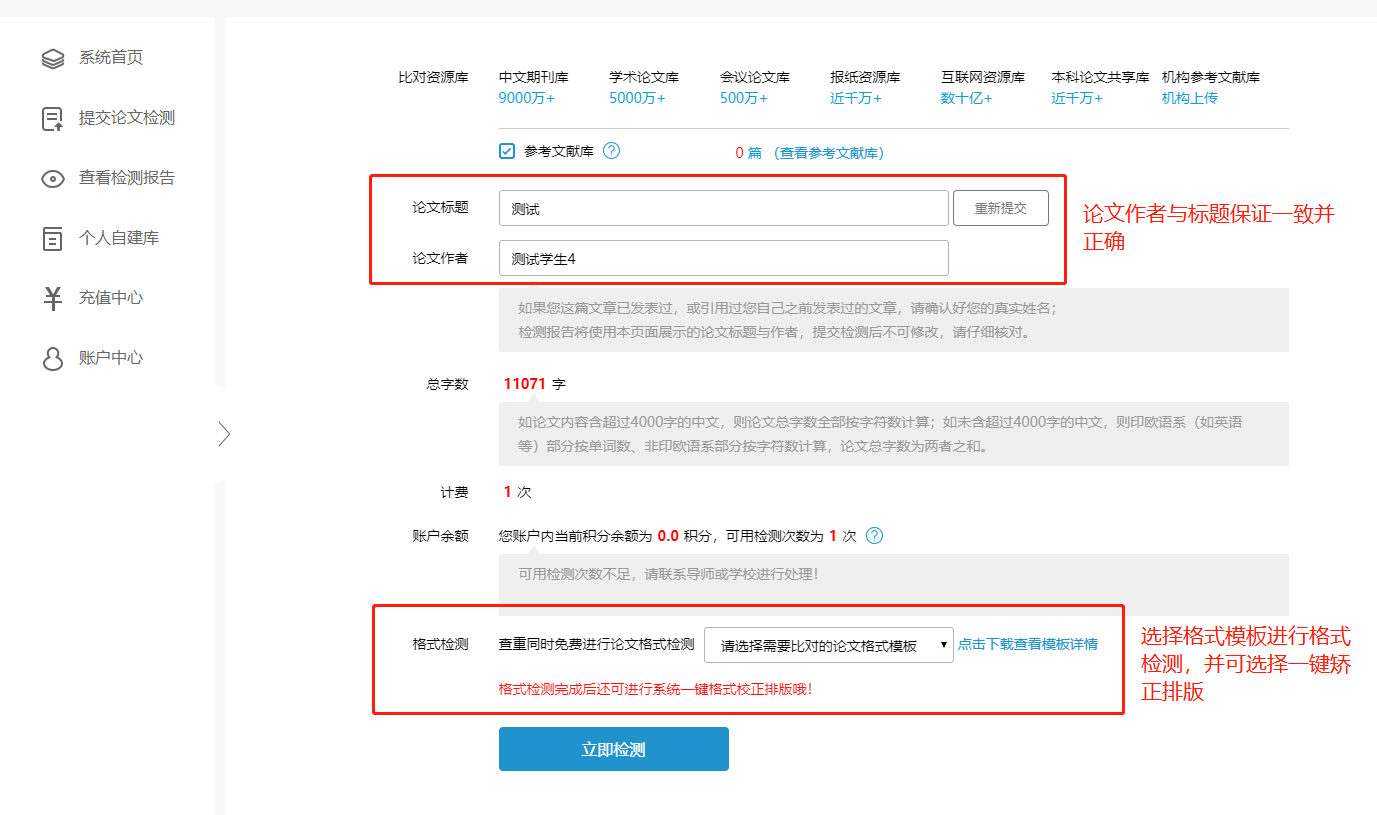 系统首页
提交论文检测
查看检测报告
个人自建库
充值中心
账户中心
比对资源库 中文期刊库 学术论文库 会议论文库 报纸资源库 互联网资源库 本科论文共享库 机构参考文献库
9000万+ 5000万+ 500万+ 近千万+ 数十亿+ 近千万+ 机构上传
参考文献库 ? 0 篇 (查看参考文献库)
论文标题 测试 重新提交
论文作者 测试学生4
论文作者与标题保证一致并
正确
如果您这篇文章已发表过，或引用过您自己之前发表过的文章，请确认好您的真实姓名；
检测报告将使用本页面展示的论文标题与作者，提交检测后不可修改，请仔细核对。
总字数 11071 字
如论文内容含超过4000字的中文，则论文总字数全部按字符数计算；如未含超过4000字的中文，则印欧语系（如英语
等）部分按单词数、非印欧语系部分按字符数计算，论文总字数为两者之和。
计费 1 次
账户余额 您账户内当前积分余额为 0.0 积分，可用检测次数为 1 次 ?
可用检测次数不足，请联系导师或学校进行处理！
格式检测 查重同时免费进行论文格式检测 请选择需要比对的论文格式模板 点击下载查看模板详情
格式检测完成后还可进行系统一键格式校正排版哦！
选择格式模板进行格式
检测，并可选择一键矫
正排版
立即检测